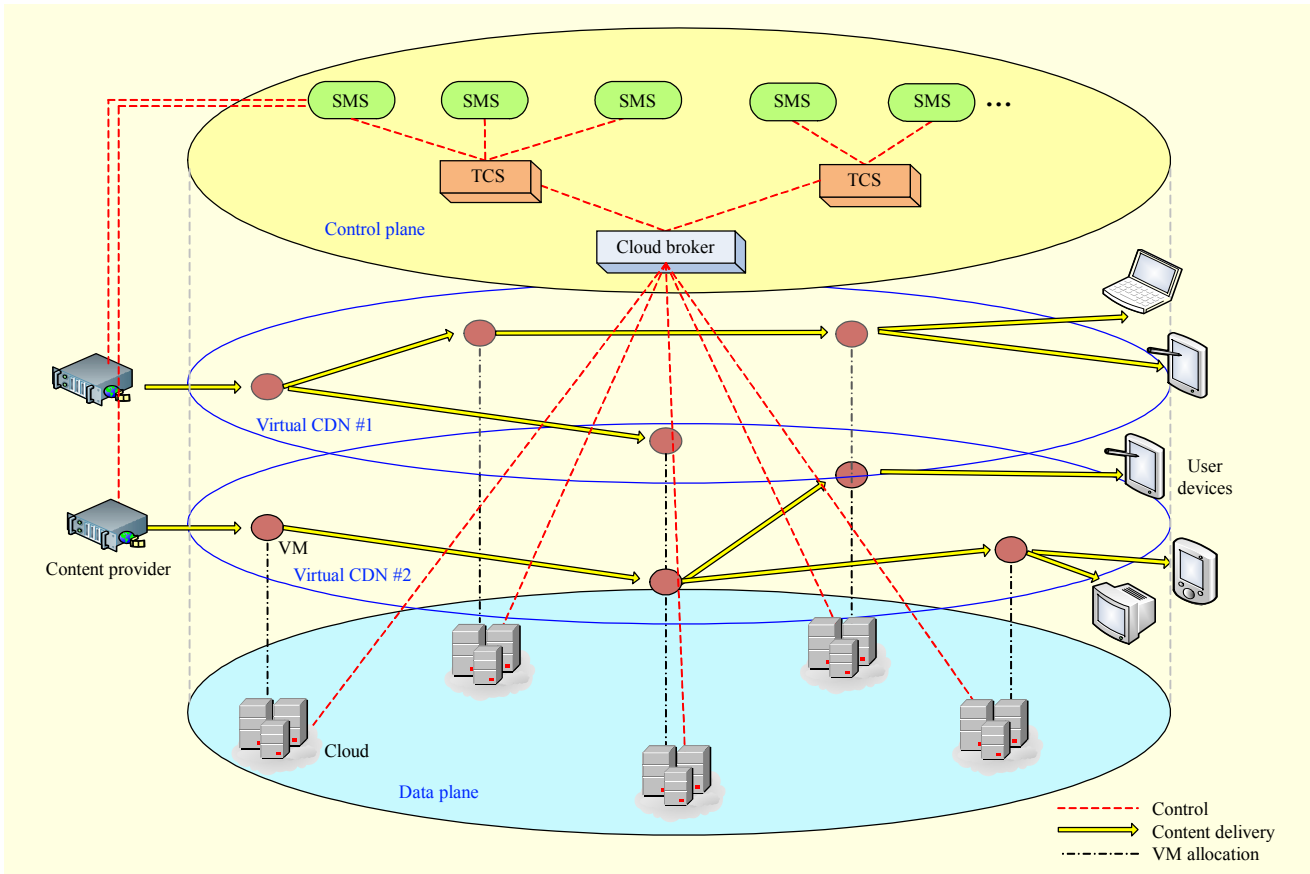 SMS
SMS
SMS
SMS
SMS
...
TCS
TCS
Control plane
Cloud broker
Virtual CDN #1
User
devices
VM
Content provider
Virtual CDN #2
Cloud
Data plane
Control
Content delivery
VM allocation